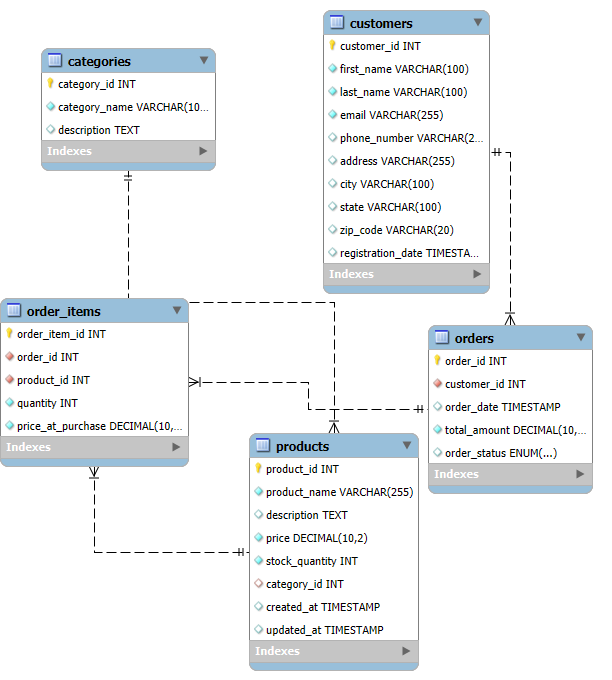 customers
customer_id INT
first_name VARCHAR(100)
last_name VARCHAR(100)
email VARCHAR(255)
phone_number VARCHAR(2...
address VARCHAR(255)
city VARCHAR(100)
state VARCHAR(100)
zip_code VARCHAR(20)
registration_date TIMESTA...
Indexes
categories
category_id INT
category_name VARCHAR(10...
description TEXT
Indexes
order_items
order_item_id INT
order_id INT
product_id INT
quantity INT
price_at_purchase DECIMAL(10,...
Indexes
orders
order_id INT
customer_id INT
order_date TIMESTAMP
total_amount DECIMAL(10,...
order_status ENUM(...)
Indexes
products
product_id INT
product_name VARCHAR(255)
description TEXT
price DECIMAL(10,2)
stock_quantity INT
category_id INT
created_at TIMESTAMP
updated_at TIMESTAMP
Indexes